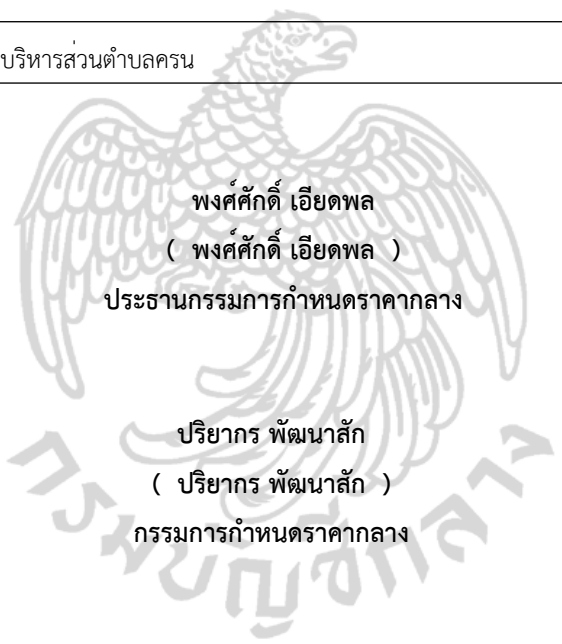 บริหารส่วนตำบลครน
พงศ์ศักดิ์ เอียดพล
( พงศ์ศักดิ์ เอียดพล )
ประธานกรรมการกำหนดราคากลาง
ปริยากร พัฒนาสัก
( ปริยากร พัฒนาสัก )
กรรมการกำหนดราคากลาง
กรมบัญชีกลาง